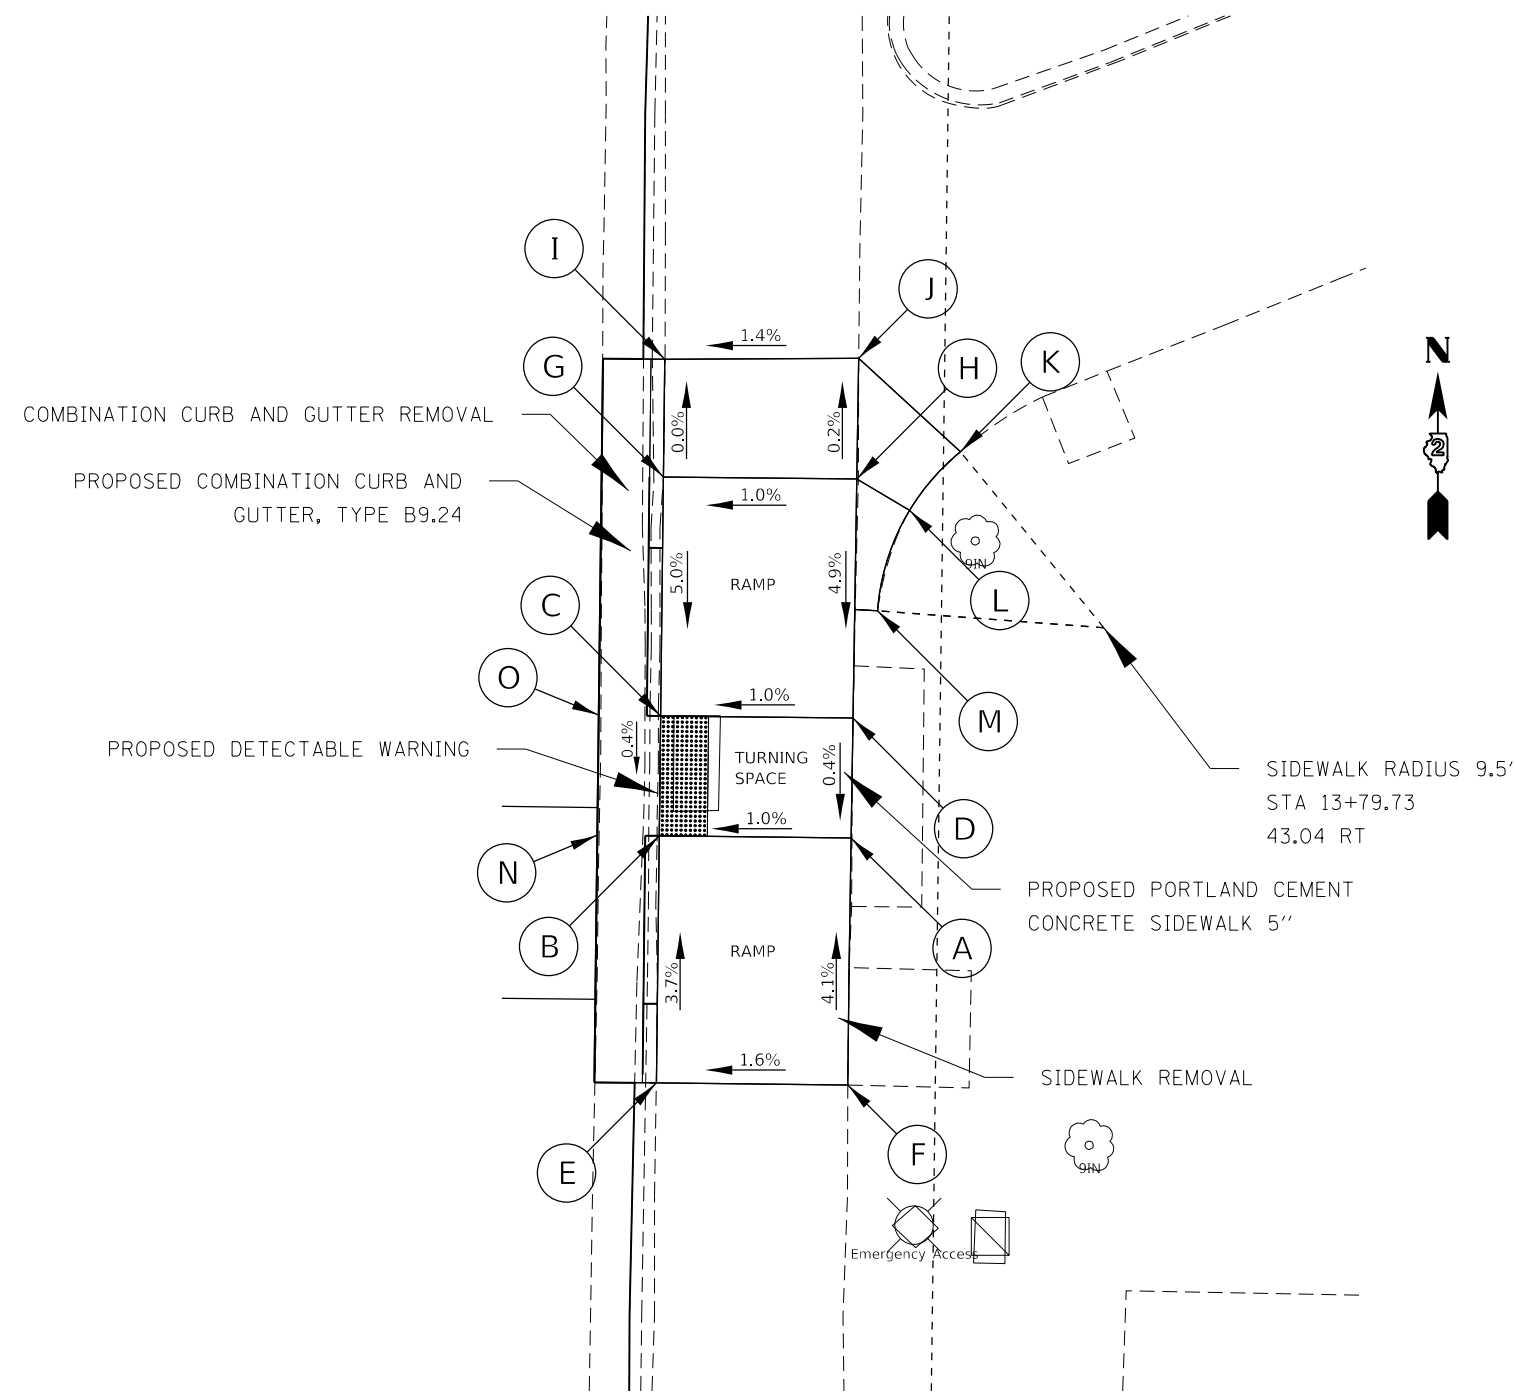 I
J
1.4%
N
G
H
K
COMBINATION CURB AND GUTTER REMOVAL
0.0%
0.2%
2
PROPOSED COMBINATION CURB AND
GUTTER, TYPE B9.24
1.0%
9IN
5.0%
RAMP
4.9%
C
L
O
1.0%
M
PROPOSED DETECTABLE WARNING
0.4%
TURNING
SPACE
0.4%
SIDEWALK RADIUS 9.5'
STA 13+79.73
43.04 RT
1.0%
D
N
PROPOSED PORTLAND CEMENT
CONCRETE SIDEWALK 5''
B
RAMP
A
3.7%
4.1%
1.6%
SIDEWALK REMOVAL
E
F
9IN
Emergency Access